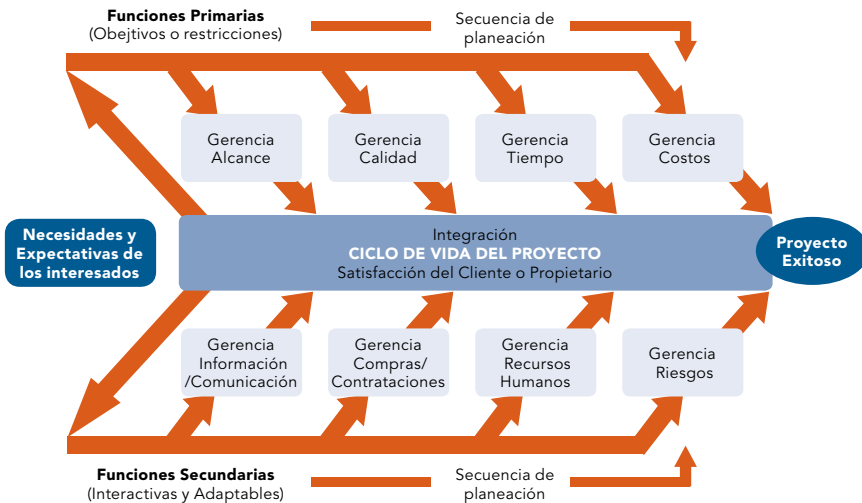 Funciones Primarias
(Obejtivos o restricciones)
Secuencia de
planeación
Gerencia
Alcance
Gerencia
Calidad
Gerencia
Tiempo
Gerencia
Costos
Necesidades y
Expectativas de
los interesados
Integración
CICLO DE VIDA DEL PROYECTO
Satisfacción del Cliente o Propietario
Proyecto
Exitoso
Gerencia
Información
/Comunicación
Gerencia
Compras/
Contrataciones
Gerencia
Recursos
Humanos
Gerencia
Riesgos
Funciones Secundarias
(Interactivas y Adaptables)
Secuencia de
planeación